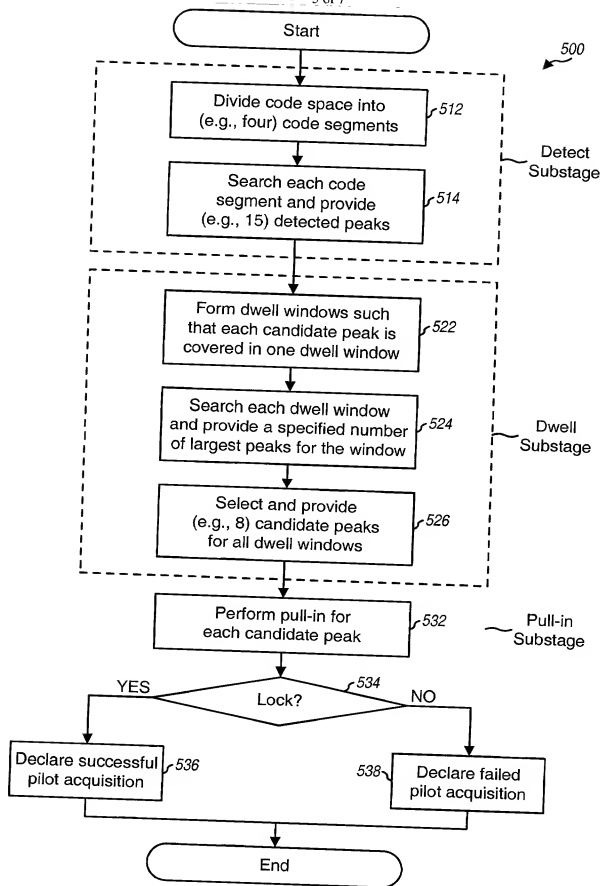 Start
500
Divide code space into
(e.g., four) code segments
512
Search each code
segment and provide
(e.g., 15) detected peaks
514
Detect
Substage
Form dwell windows such
that each candidate peak is
covered in one dwell window
522
Search each dwell window
and provide a specified number
of largest peaks for the window
524
Dwell
Substage
Select and provide
(e.g., 8) candidate peaks
for all dwell windows
526
Perform pull-in for
each candidate peak
532
Pull-in
Substage
534
YES
Lock?
NO
Declare successful
pilot acquisition
536
538
Declare failed
pilot acquisition
End